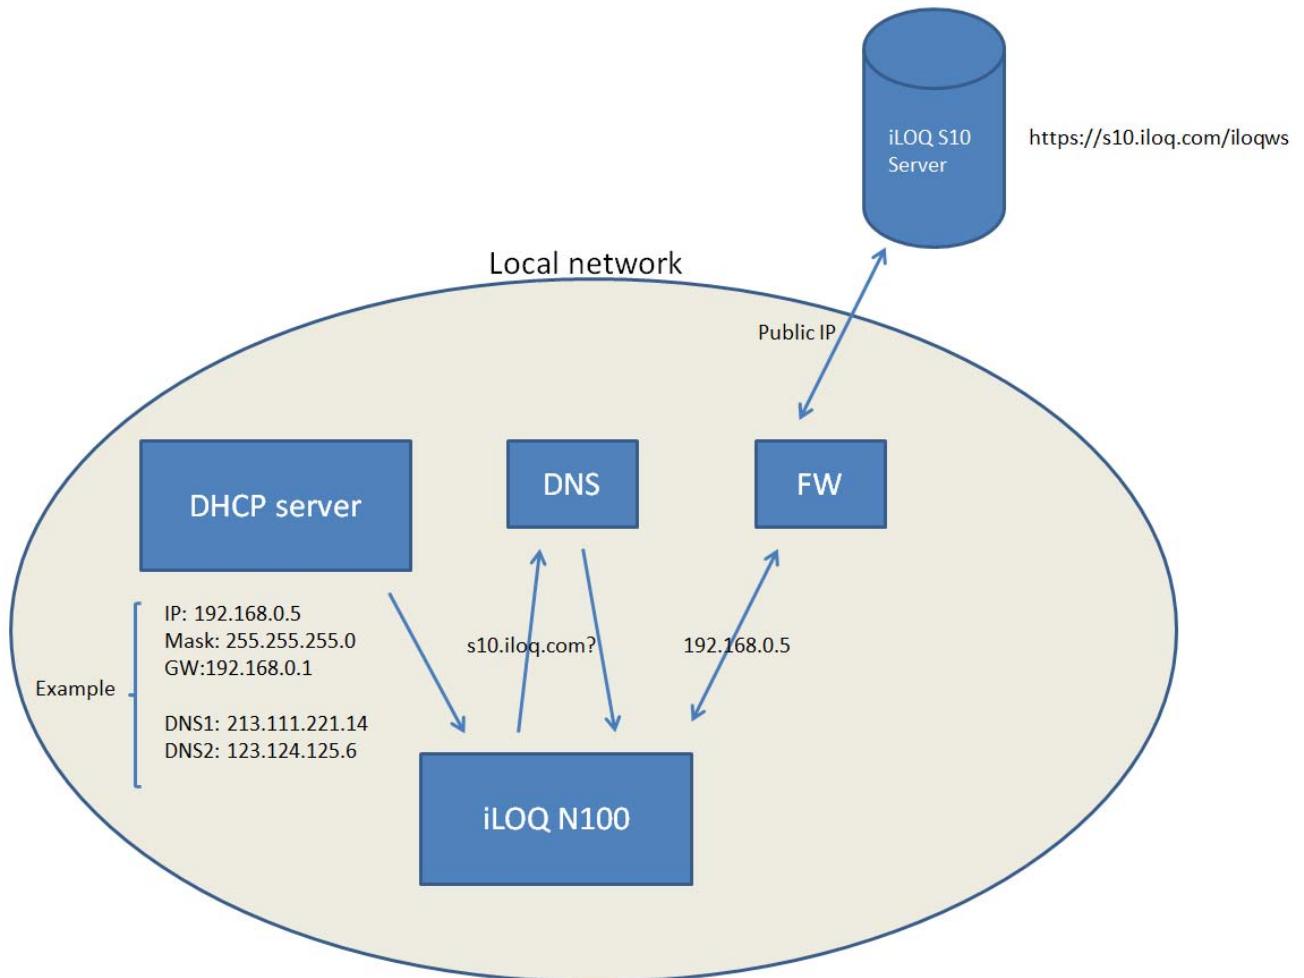 iLOQ S10
Server
https://s10.iloq.com/iloqws
Local network
Public IP
DHCP server
DNS
FW
IP: 192.168.0.5
Mask: 255.255.255.0
GW:192.168.0.1
s10.iloq.com?
192.168.0.5
Example
DNS1: 213.111.221.14
DNS2: 123.124.125.6
iLOQ N100